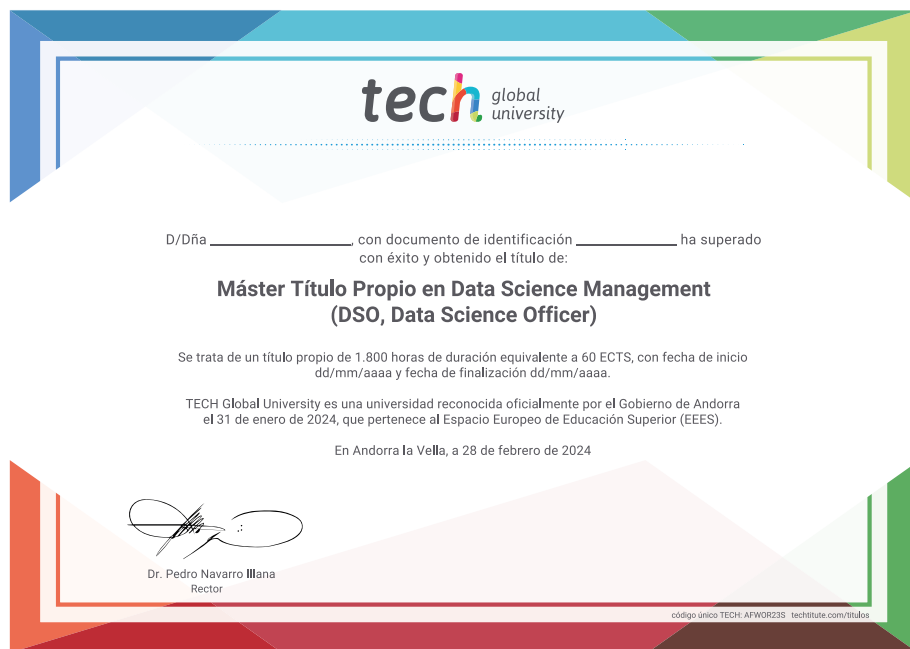 tech global university
D/Dña ______________, con documento de identificación __________ ha superado
con éxito y obtenido el título de:
Máster Título Propio en Data Science Management
(DSO, Data Science Officer)
Se trata de un título propio de 1.800 horas de duración equivalente a 60 ECTS, con fecha de inicio
dd/mm/aaaa y fecha de finalización dd/mm/aaaa.
TECH Global University es una universidad reconocida oficialmente por el Gobierno de Andorra
el 31 de enero de 2024, que pertenece al Espacio Europeo de Educación Superior (EEES).
En Andorra la Vella, a 28 de febrero de 2024
Dr. Pedro Navarro Illana
Rector
código único TECH: AFWOR23S techtitute.com/titulos